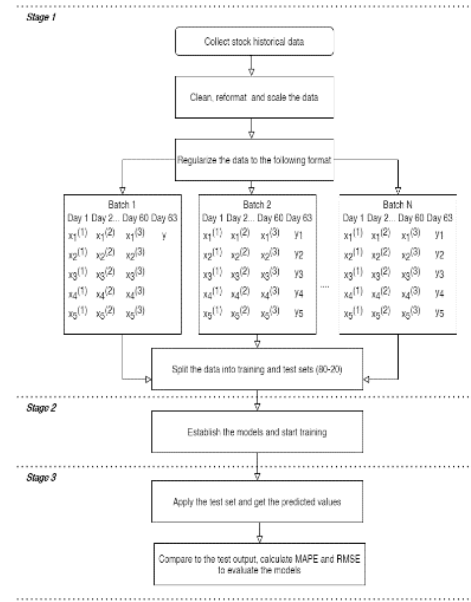 Stage 1
Collect stock historical data
Clean, reformat and scale the data
Regularize the data to the following format
Batch 1
Day 1 Day 2... Day 60 Day 63
x1(1) x1(2) x1(3) y
x2(1) x2(2) x2(3)
x3(1) x3(2) x3(3)
x4(1) x4(2) x4(3)
x5(1) x5(2) x5(3)
Batch 2
Day 1 Day 2... Day 60 Day 63
x1(1) x1(2) x1(3) y1
x2(1) x2(2) x2(3) y2
x3(1) x3(2) x3(3) y3
x4(1) x4(2) x4(3) y4
x5(1) x5(2) x5(3) y5
....
Batch N
Day 1 Day 2... Day 60 Day 63
x1(1) x1(2) x1(3) y1
x2(1) x2(2) x2(3) y2
x3(1) x3(2) x3(3) y3
x4(1) x4(2) x4(3) y4
x5(1) x5(2) x5(3) y5
Split the data into training and test sets (80-20)
Stage 2
Establish the models and start training
Stage 3
Apply the test set and get the predicted values
Compare to the test output, calculate MAPE and RMSE
to evaluate the models